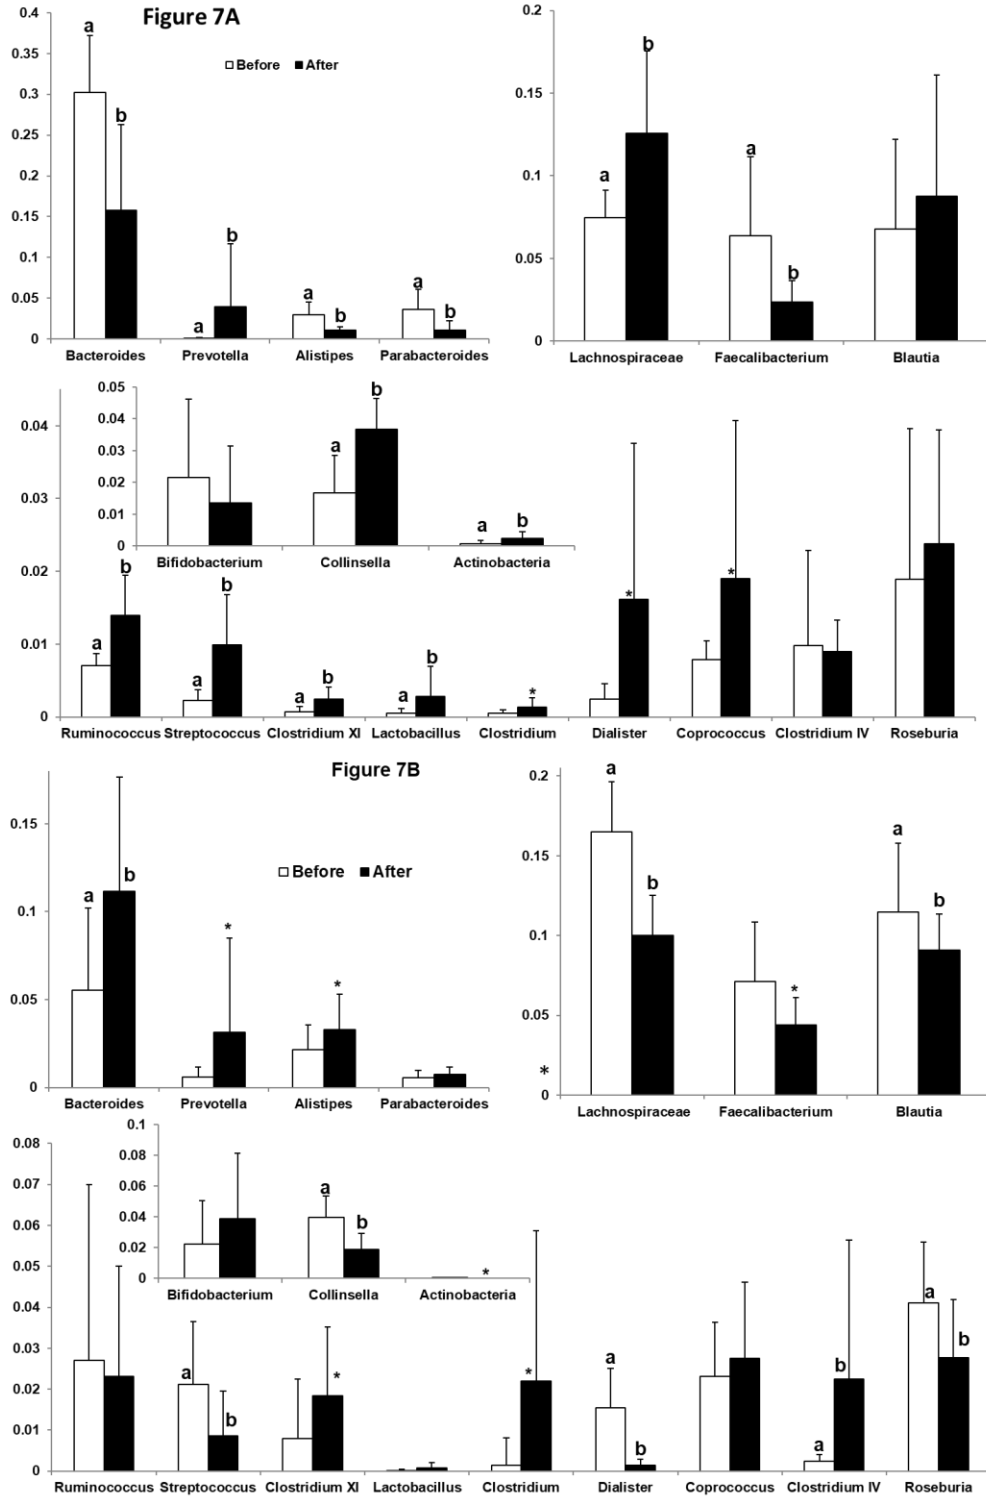 Figure 7A
0.4
0.35
0.3
0.25
0.2
0.15
0.1
0.05
0
a
b
a
b
a
b
a
b
Before After
Bacteroides Prevotella Alistipes Parabacteroides
0.2
0.15
0.1
0.05
0
a
b
a
b
Lachnospiraceae Faecalibacterium Blautia
0.05
0.04
0.03
0.02
0.01
0
a
b
a
b
Bifidobacterium Collinsella Actinobacteria
0.04
0.03
0.02
0.01
0
a
b
a
b
a
b
a
b
*
*
*
Ruminococcus Streptococcus Clostridium XI Lactobacillus Clostridium Dialister Coprococcus Clostridium IV Roseburia
Figure 7B
0.15
0.1
0.05
0
a
b
*
*
Before After
Bacteroides Prevotella Alistipes Parabacteroides
0.2
0.15
0.1
0.05
0
*
a
b
*
a
b
Lachnospiraceae Faecalibacterium Blautia
0.1
0.08
0.06
0.04
0.02
0
a
b
*
Bifidobacterium Collinsella Actinobacteria
0.08
0.07
0.06
0.05
0.04
0.03
0.02
0.01
0
a
b
*
*
a
b
a
b
a
b
Ruminococcus Streptococcus Clostridium XI Lactobacillus Clostridium Dialister Coprococcus Clostridium IV Roseburia